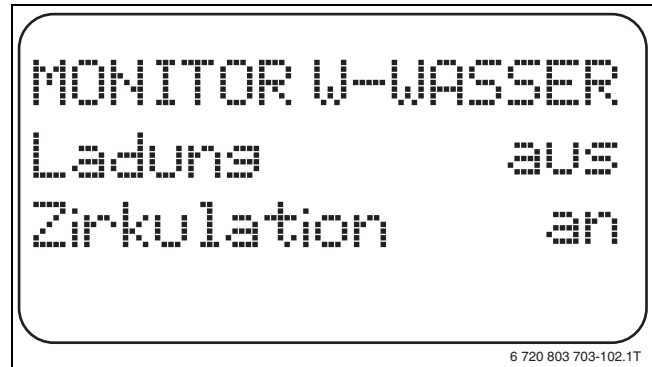 MONITOR W-WASSER
Ladung aus
Zirkulation an
6 720 803 703-102.1T